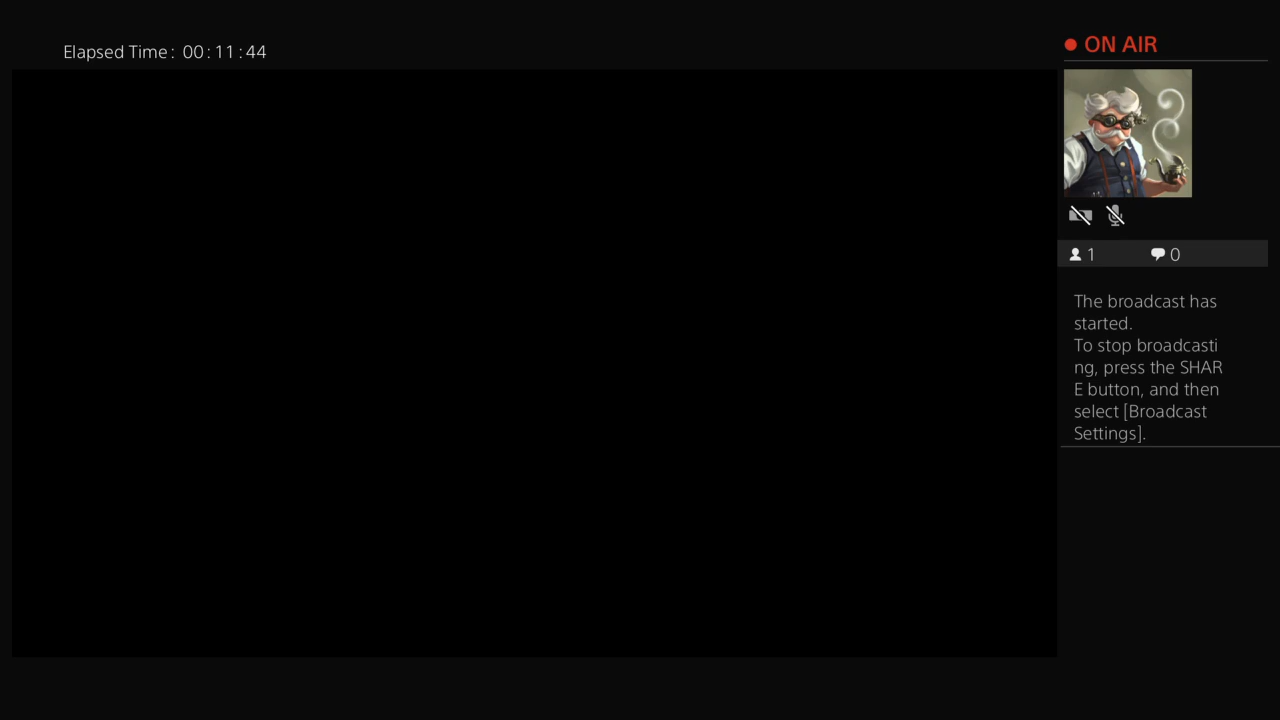 Elapsed Time: 00:11:44
ON AIR
1 0
The broadcast has
started.
To stop broadcasti
ng, press the SHAR
E button, and then
select [Broadcast
Settings].